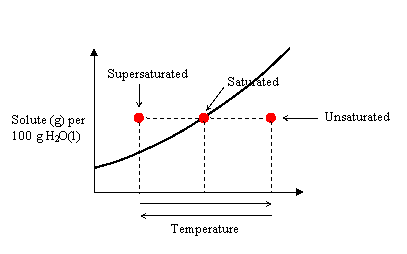 Supersaturated
Saturated
Solute (g) per
100 g H₂O(l)
Unsaturated
Temperature